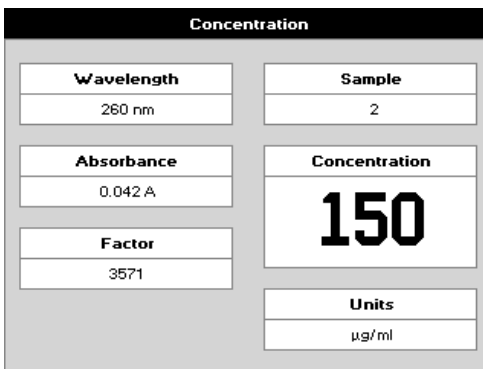 Concentration
Wavelength
260 nm
Absorbance
0.042 A
Factor
3571
Sample
2
Concentration
150
Units
µg/ml